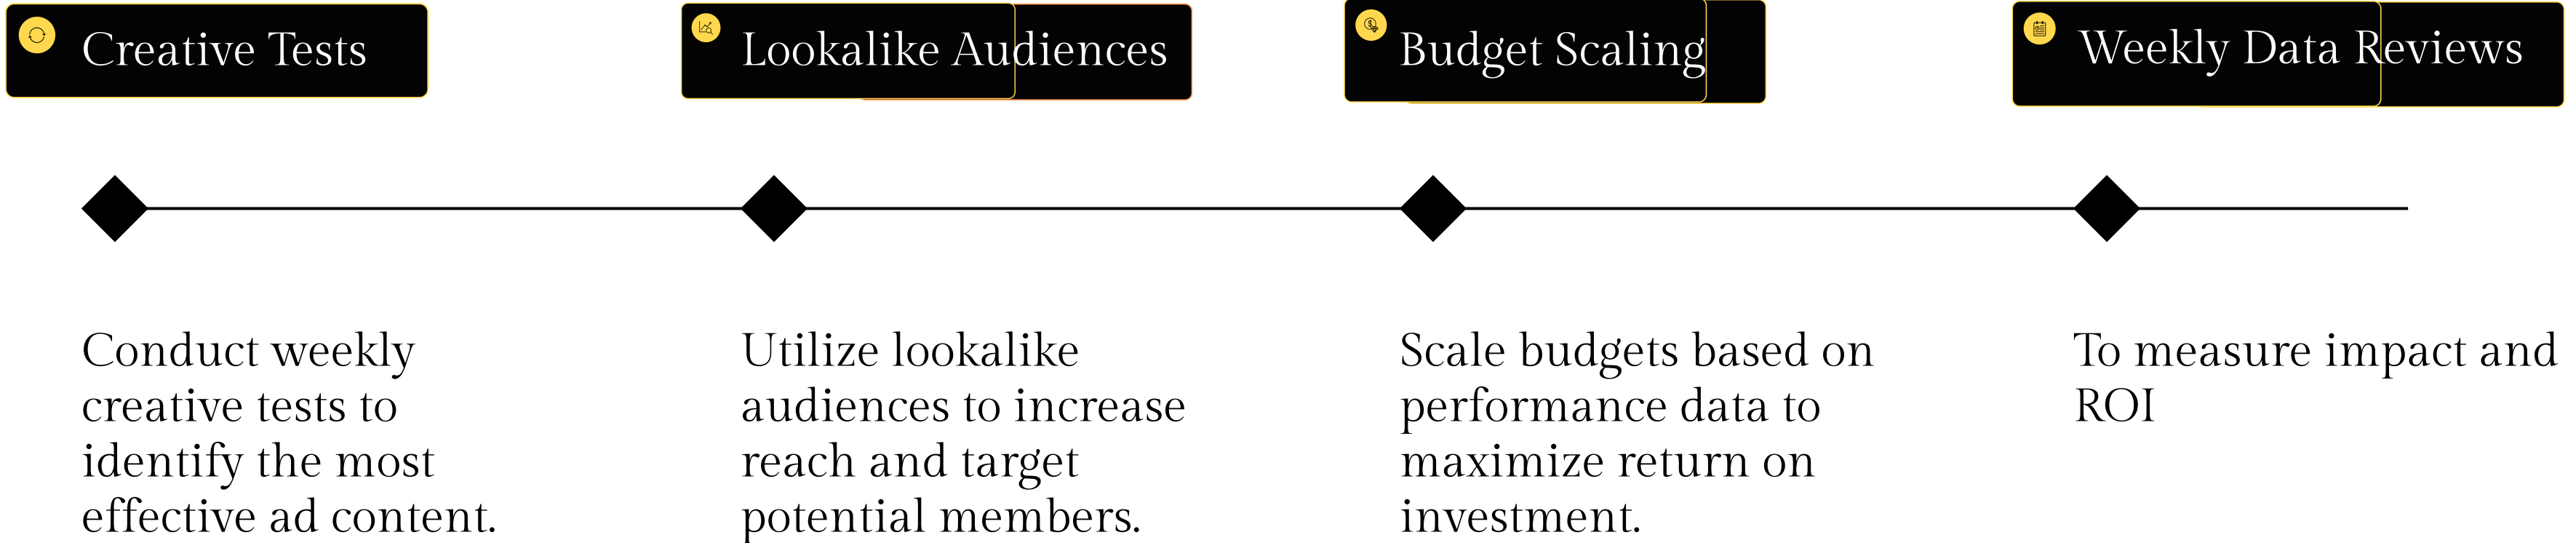 Creative Tests
Lookalike Audiences
Budget Scaling
Weekly Data Reviews
Conduct weekly
creative tests to
identify the most
effective ad content.
Utilize lookalike
audiences to increase
reach and target
potential members.
Scale budgets based on
performance data to
maximize return on
investment.
To measure impact and
ROI